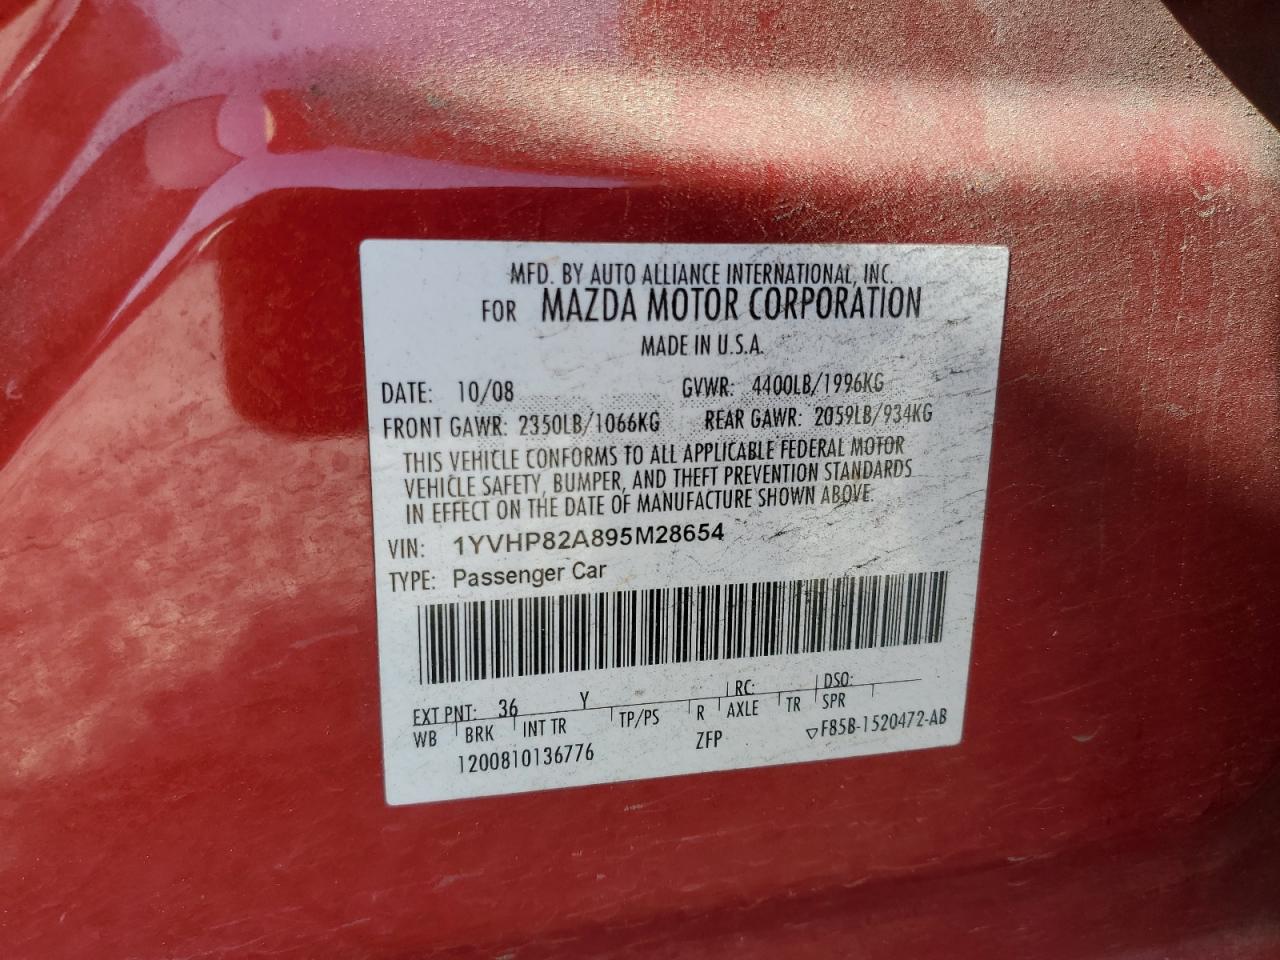 MFD. BY AUTO ALLIANCE INTERNATIONAL, INC.
FOR MAZDA MOTOR CORPORATION
MADE IN U.S.A.
DATE: 10/08 GVWR: 4400LB/1996KG
FRONT GAWR: 2350LB/1066KG REAR GAWR: 2059LB/934KG
THIS VEHICLE CONFORMS TO ALL APPLICABLE FEDERAL MOTOR
VEHICLE SAFETY, BUMPER, AND THEFT PREVENTION STANDARDS
IN EFFECT ON THE DATE OF MANUFACTURE SHOWN ABOVE.
VIN: 1YVHP82A895M28654
TYPE: Passenger Car
EXT PNT: 36 Y RC: DSO:
WB BRK INT TR TP/PS R AXLE TR SPR
1200810136776 ZFP ▽F85B-1520472-AB